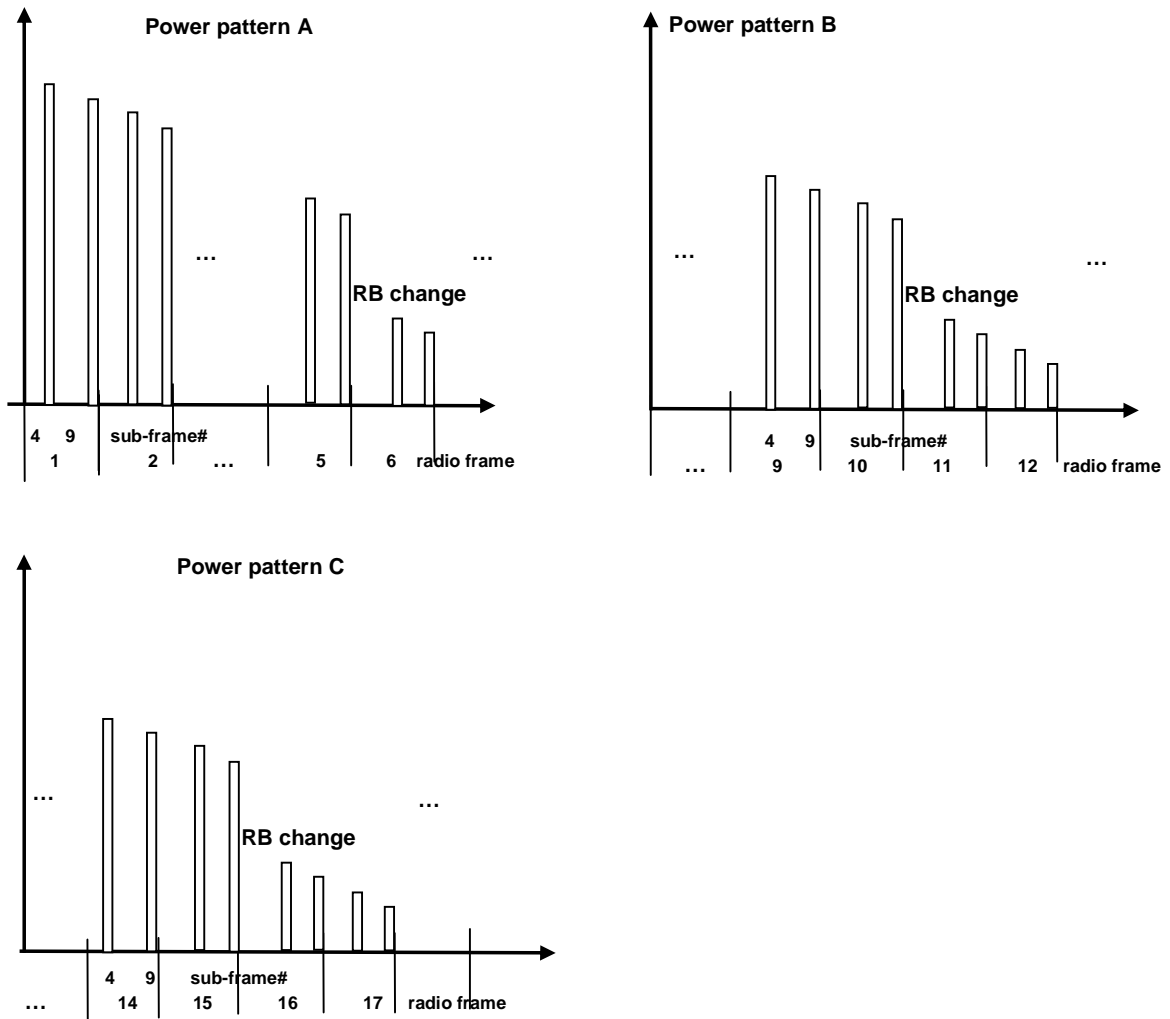 Power pattern A
...
...
RB change
4 9 sub-frame#
1 2 ... 5 6 radio frame
Power pattern B
...
...
RB change
4 9 sub-frame#
... 9 10 11 12 radio frame
Power pattern C
...
...
RB change
4 9 sub-frame#
... 14 15 16 17 radio frame